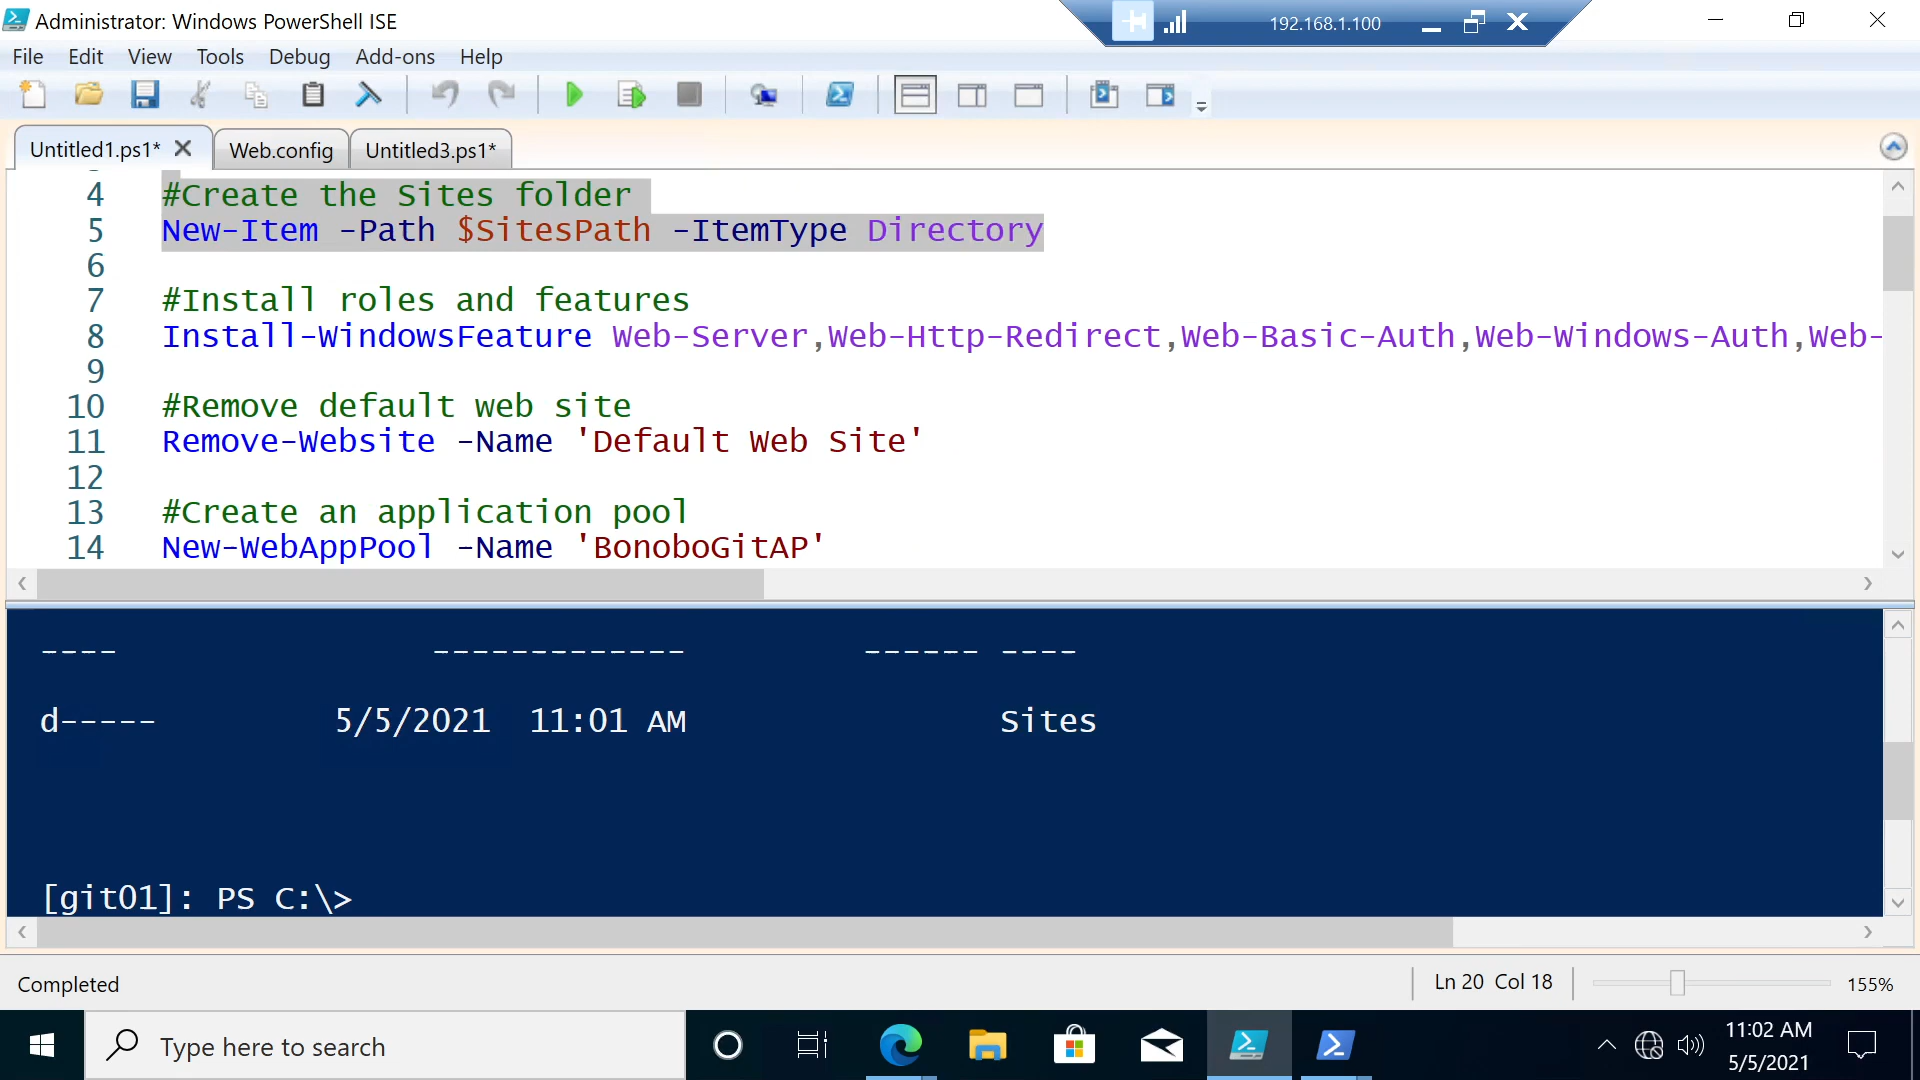 Administrator: Windows PowerShell ISE
192.168.1.100
File Edit View Tools Debug Add-ons Help
Untitled1.ps1* Web.config Untitled3.ps1*
4 #Create the Sites folder
5 New-Item -Path $SitesPath -ItemType Directory
6
7 #Install roles and features
8 Install-WindowsFeature Web-Server,Web-Http-Redirect,Web-Basic-Auth,Web-Windows-Auth,Web-
9
10 #Remove default web site
11 Remove-Website -Name 'Default Web Site'
12
13 #Create an application pool
14 New-WebAppPool -Name 'BonoboGitAP'
---- ------------- ------ ----
d----- 5/5/2021 11:01 AM Sites
[git01]: PS C:\>
Completed
Ln 20 Col 18
155%
Type here to search
11:02 AM
5/5/2021